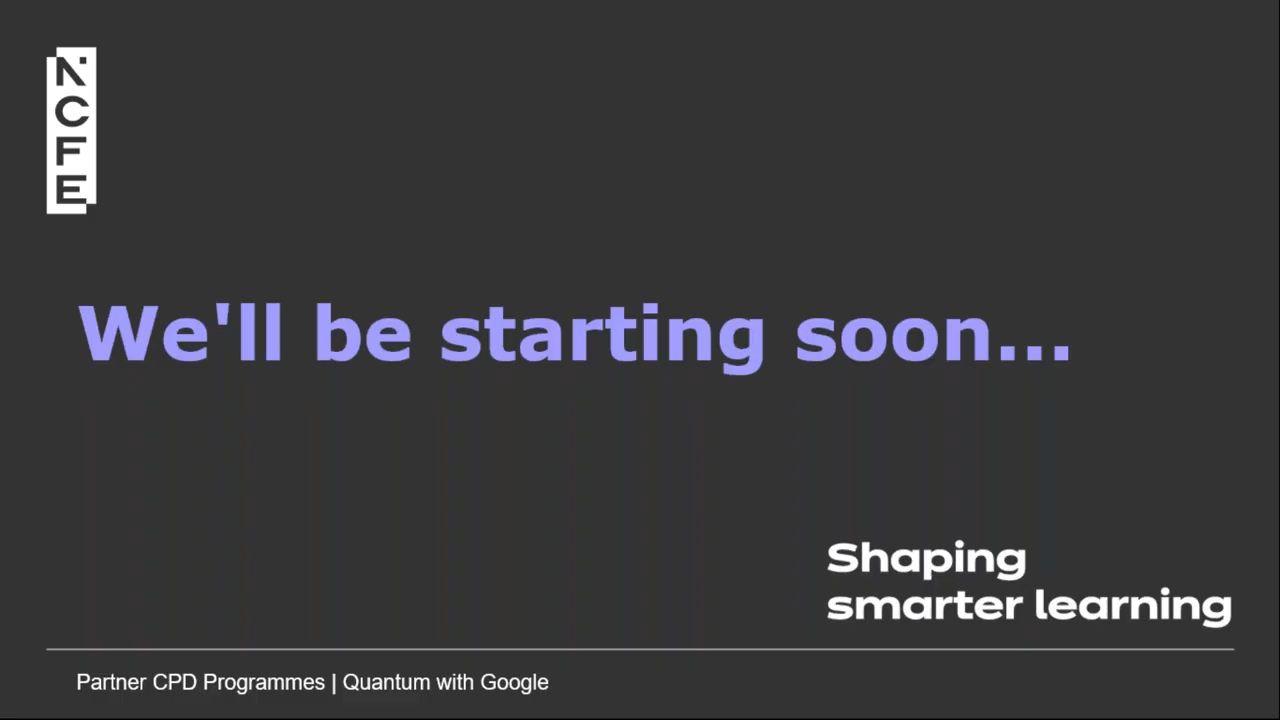 NCFE
We'll be starting soon...
Shaping
smarter learning
Partner CPD Programmes | Quantum with Google